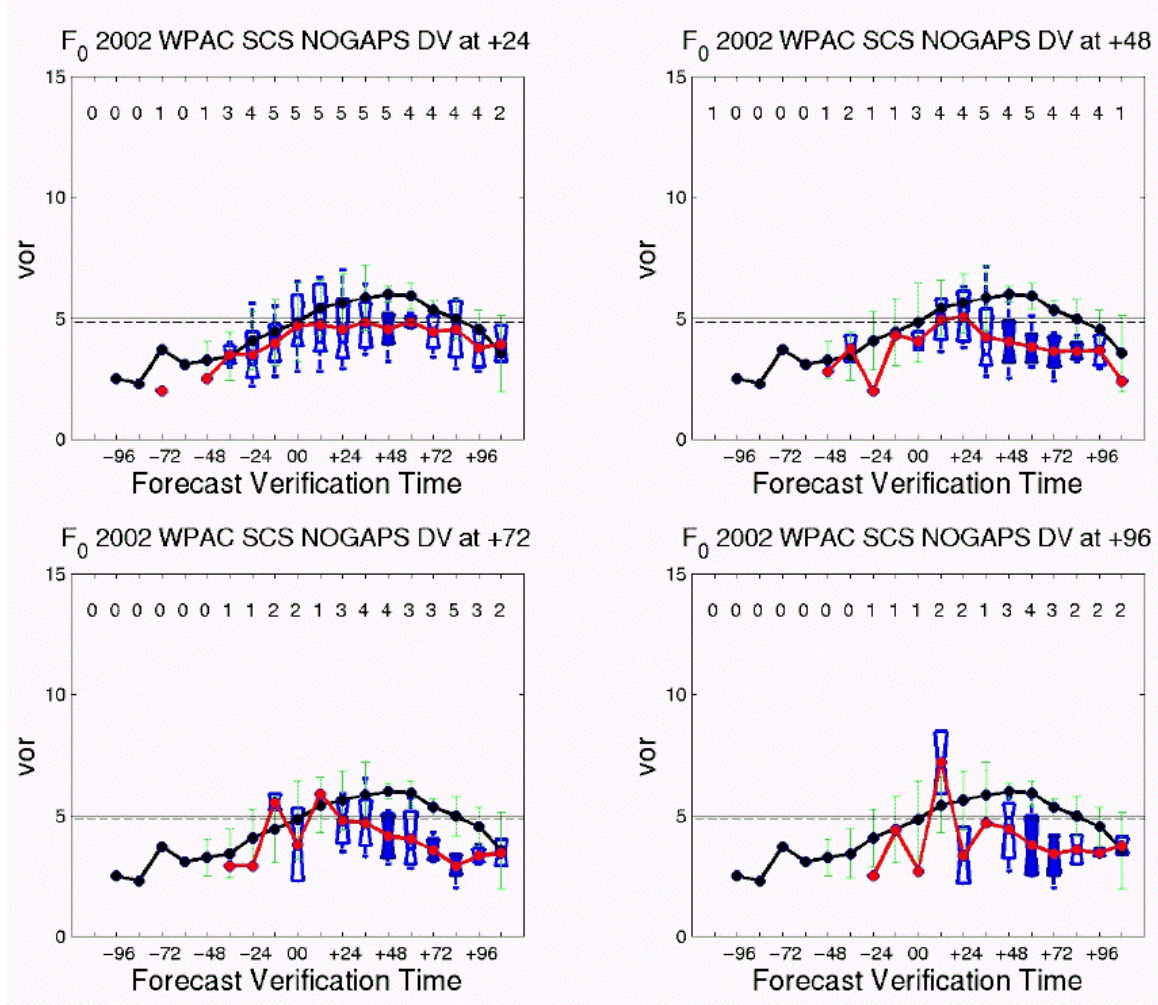 F0 2002 WPAC SCS NOGAPS DV at +24
15
0 0 0 1 0 1 3 4 5 5 5 5 5 4 4 4 4 2
10
vor
5
0
-96 -72 -48 -24 00 +24 +48 +72 +96
Forecast Verification Time
F0 2002 WPAC SCS NOGAPS DV at +48
15
1 0 0 0 0 1 2 1 1 3 4 4 5 4 5 4 4 4 1
10
vor
5
0
-96 -72 -48 -24 00 +24 +48 +72 +96
Forecast Verification Time
F0 2002 WPAC SCS NOGAPS DV at +72
15
0 0 0 0 0 0 1 1 2 2 1 3 4 4 3 3 5 3 2
10
vor
5
0
-96 -72 -48 -24 00 +24 +48 +72 +96
Forecast Verification Time
F0 2002 WPAC SCS NOGAPS DV at +96
15
0 0 0 0 0 0 0 1 1 1 2 2 1 3 4 3 2 2 2
10
vor
5
0
-96 -72 -48 -24 00 +24 +48 +72 +96
Forecast Verification Time